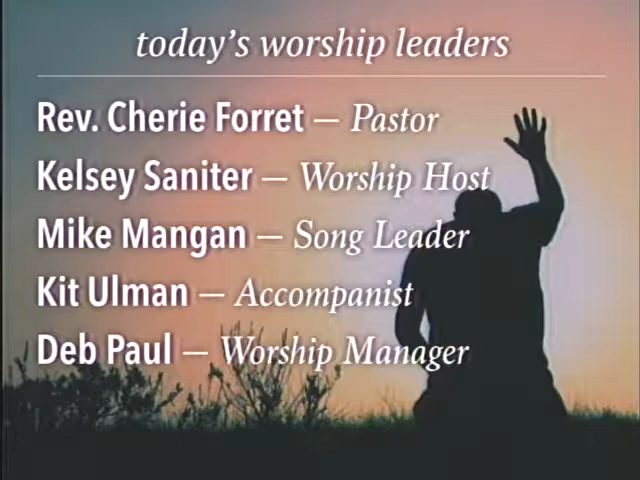 today's worship leaders
Rev. Cherie Forret — Pastor
Kelsey Saniter — Worship Host
Mike Mangan — Song Leader
Kit Ulman — Accompanist
Deb Paul — Worship Manager